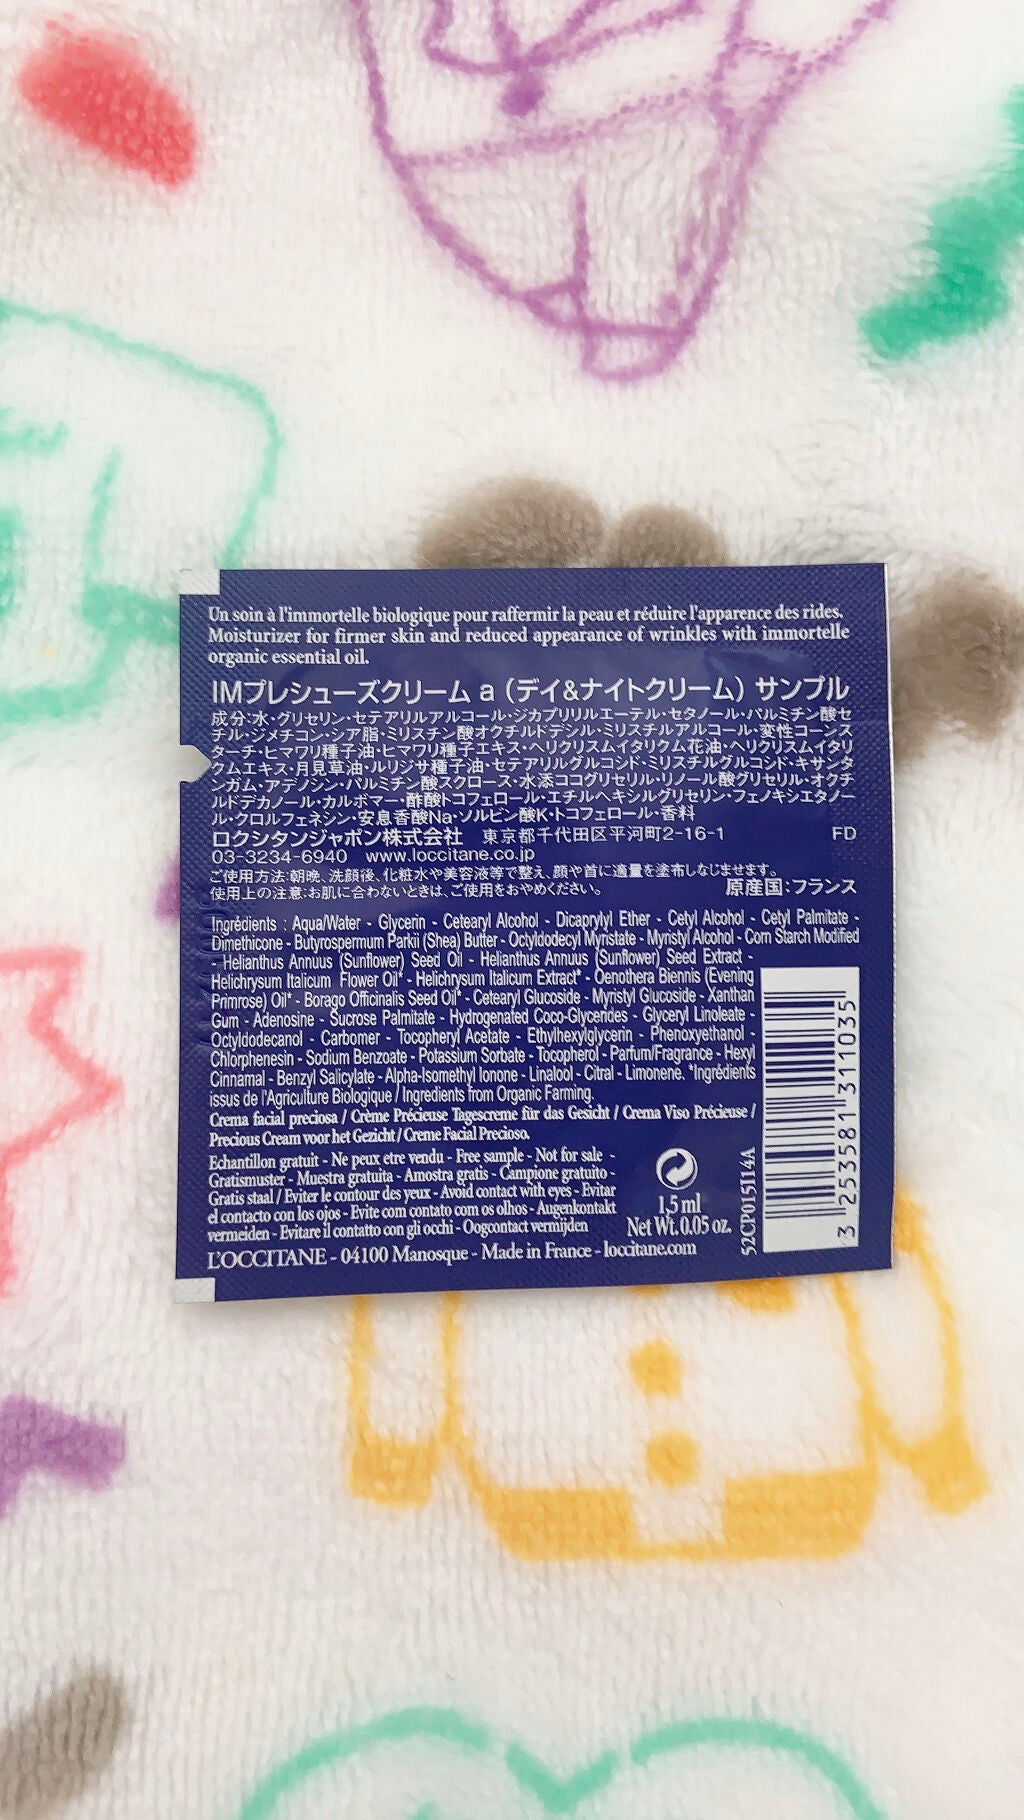 Un soin à l'immortelle biologique pour raffermir la peau et réduire l'apparence des rides.
Moisturizer for firmer skin and reduced appearance of wrinkles with immortelle
organic essential oil.
IMプレシューズクリーム a（デイ&ナイトクリーム）サンプル
成分:水・グリセリン・セテアリルアルコール・ジカプリリルエーテル・セタノール・パルミチン酸セ
チル・ジメチコン・シア脂・ミリスチン酸オクチルドデシル・ミリスチルアルコール・変性コーンス
ターチ・ヒマワリ種子油・ヒマワリ種子エキス・ヘリクリスムイタリクム花油・ヘリクリスムイタリ
クムエキス・月見草油・ルリジサ種子油・セテアリルグルコシド・ミリスチルグルコシド・キサンタ
ンガム・アデノシン・パルミチン酸スクロース・水添ココグリセリル・リノール酸グリセリル・オクチ
ルドデカノール・カルボマー・酢酸トコフェロール・エチルヘキシルグリセリン・フェノキシエタノー
ル・クロルフェネシン・安息香酸Na・ソルビン酸K・トコフェロール・香料
ロクシタンジャポン株式会社 東京都千代田区平河町2-16-1 FD
03-3234-6940 www.loccitane.co.jp
ご使用方法:朝晩、洗顔後、化粧水や美容液等で整え、顔や首に適量を塗布しなじませます。
使用上の注意:お肌に合わないときは、ご使用をおやめください。 原産国:フランス
Ingrédients : Aqua/Water - Glycerin - Cetearyl Alcohol - Dicaprylyl Ether - Cetyl Alcohol - Cetyl Palmitate -
Dimethicone - Butyrospermum Parkii (Shea) Butter - Octyldodecyl Myristate - Myristyl Alcohol - Corn Starch Modified
- Helianthus Annuus (Sunflower) Seed Oil - Helianthus Annuus (Sunflower) Seed Extract -
Helichrysum Italicum Flower Oil* - Helichrysum Italicum Extract* - Oenothera Biennis (Evening
Primrose) Oil* - Borago Officinalis Seed Oil* - Cetearyl Glucoside - Myristyl Glucoside - Xanthan
Gum - Adenosine - Sucrose Palmitate - Hydrogenated Coco-Glycerides - Glyceryl Linoleate -
Octyldodecanol - Carbomer - Tocopheryl Acetate - Ethylhexylglycerin - Phenoxyethanol -
Chlorphenesin - Sodium Benzoate - Potassium Sorbate - Tocopherol - Parfum/Fragrance - Hexyl
Cinnamal - Benzyl Salicylate - Alpha-Isomethyl Ionone - Linalool - Citral - Limonene. *Ingrédients
issus de l'Agriculture Biologique / Ingredients from Organic Farming.
Crema facial preciosa / Crème Précieuse Tagescreme für das Gesicht / Crema Viso Précieuse /
Precious Cream voor het Gezicht / Creme Facial Precioso.
Echantillon gratuit - Ne peux etre vendu - Free sample - Not for sale -
Gratismuster - Muestra gratuita - Amostra gratis - Campione gratuito -
Gratis staal / Eviter le contour des yeux - Avoid contact with eyes - Evitar
el contacto con los ojos - Evite com contato com os olhos - Augenkontakt
vermeiden - Evitare il contatto con gli occhi - Oogcontact vermijden
L'OCCITANE - 04100 Manosque - Made in France - loccitane.com
1,5 ml
Net Wt. 0.05 oz.
52CP015I14A
3 253581 311035